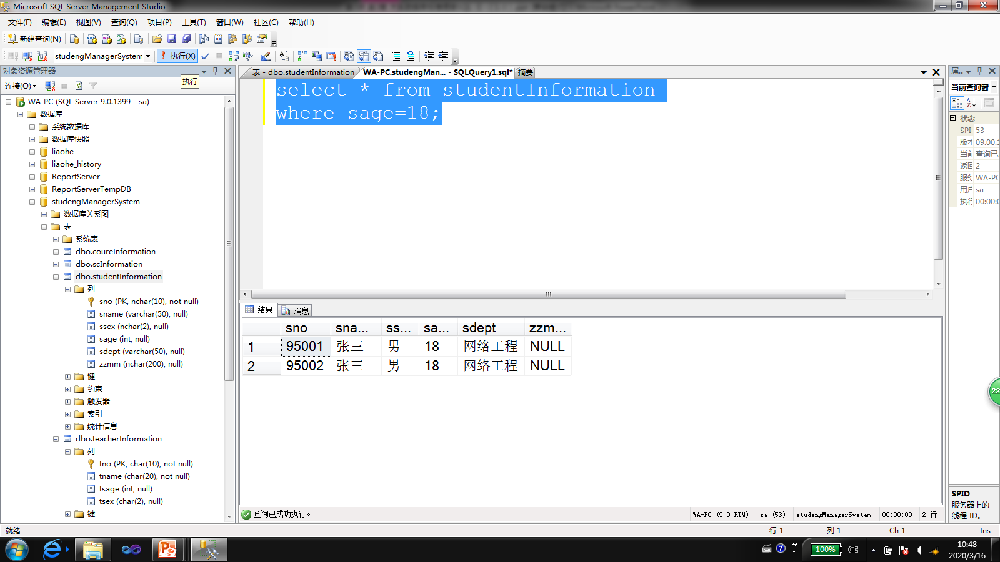 Microsoft SQL Server Management Studio
文件(F) 编辑(E) 视图(V) 查询(Q) 项目(P) 工具(T) 窗口(W) 社区(C) 帮助(H)
新建查询(N)
studengManagerSystem 执行(X)
对象资源管理器
连接(O)
执行
WA-PC (SQL Server 9.0.1399 - sa)
数据库
系统数据库
数据库快照
liaohe
liaohe_history
ReportServer
ReportServerTempDB
studengManagerSystem
数据库关系图
表
系统表
dbo.coureInformation
dbo.scInformation
dbo.studentInformation
列
sno (PK, nchar(10), not null)
sname (varchar(50), null)
ssex (nchar(2), null)
sage (int, null)
sdept (varchar(50), null)
zzmm (nchar(200), null)
键
约束
触发器
索引
统计信息
dbo.teacherInformation
列
tno (PK, char(10), not null)
tname (char(20), not null)
tsage (int, null)
tsex (char(2), null)
键
表 - dbo.studentInformation WA-PC.studengMan... - SQLQuery1.sql* 摘要
select * from studentInformation
where sage=18;
结果 消息
sno sna... ss... sa... sdept zzm...
1 95001 张三 男 18 网络工程 NULL
2 95002 张三 男 18 网络工程 NULL
查询已成功执行。 WA-PC (9.0 RTM) sa (53) studengManagerSystem 00:00:00 2 行
属..
当前查询窗
状态
SPI 53
版本 09.00.1
当前 查询已
返回 2
服务 WA-PC
用户 sa
执行 00:00:0
SPID
服务器上的
线程 ID。
22
就绪 行 1 列 1 Ch 1 Ins
100%
10:48
2020/3/16